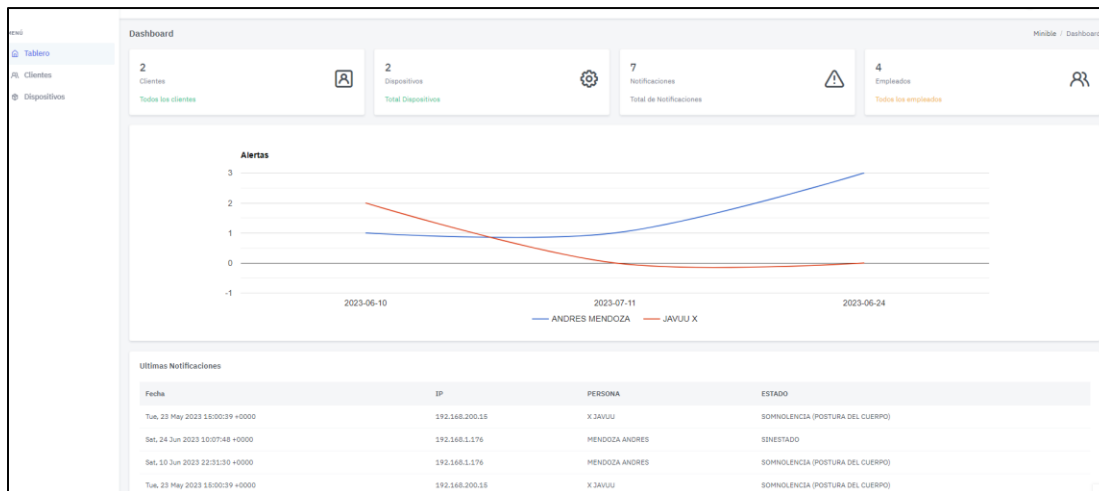 MENÚ
Tablero
Clientes
Dispositivos
Dashboard
Minibie / Dashboard
2
Clientes
Todos los clientes
2
Dispositivos
Total Dispositivos
7
Notificaciones
Total de Notificaciones
4
Empleados
Todos los empleados
Alertas
3
2
1
0
-1
2023-06-10 2023-07-11 2023-06-24
ANDRES MENDOZA JAVUU X
Ultimas Notificaciones
Fecha IP PERSONA ESTADO
Tue, 23 May 2023 15:00:39 +0000 192.168.200.15 X JAVUU SOMNOLENCIA (POSTURA DEL CUERPO)
Sat, 24 Jun 2023 10:07:48 +0000 192.168.1.176 MENDOZA ANDRES SINESTADO
Sat, 10 Jun 2023 22:31:30 +0000 192.168.1.176 MENDOZA ANDRES SOMNOLENCIA (POSTURA DEL CUERPO)
Tue, 23 May 2023 15:00:39 +0000 192.168.200.15 X JAVUU SOMNOLENCIA (POSTURA DEL CUERPO)